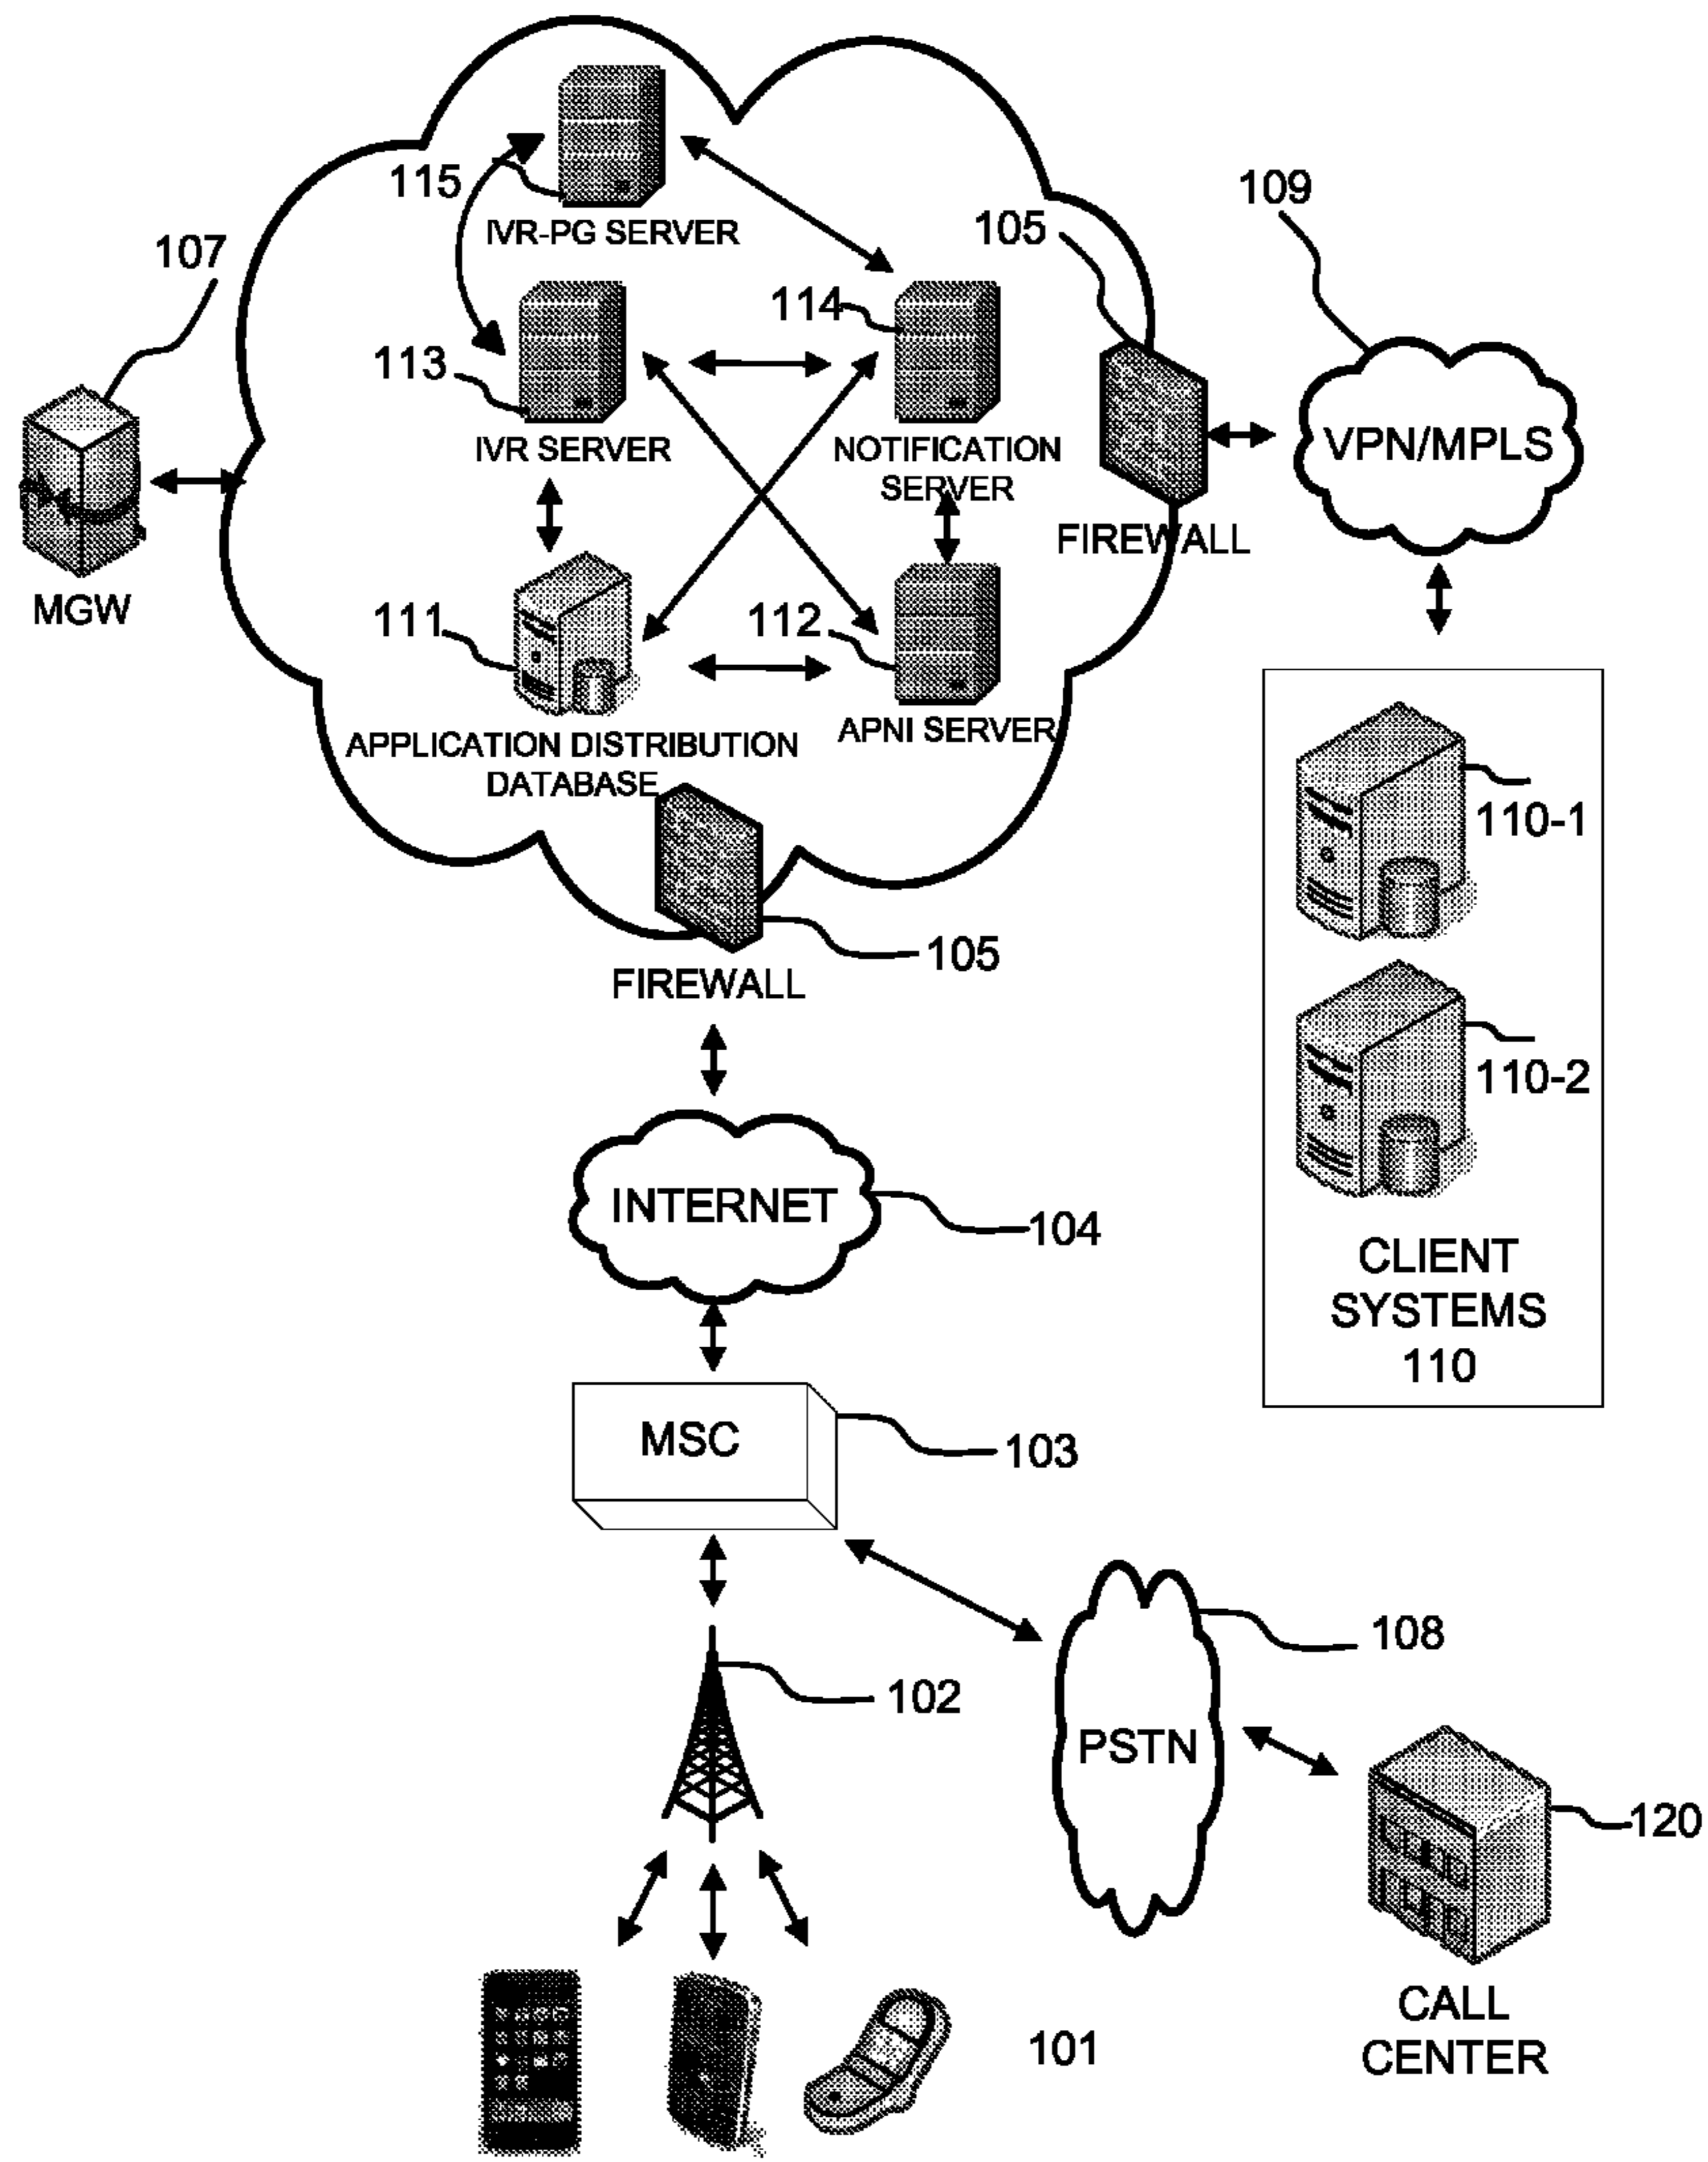 115
IVR-PG SERVER
105
109
107
114
113
IVR SERVER
NOTIFICATION
SERVER
VPN/MPLS
FIREWALL
MGW
111
112
APPLICATION DISTRIBUTION
DATABASE
APNI SERVER
110-1
105
FIREWALL
110-2
INTERNET
104
CLIENT
SYSTEMS
110
MSC
103
108
102
PSTN
120
CALL
CENTER
101